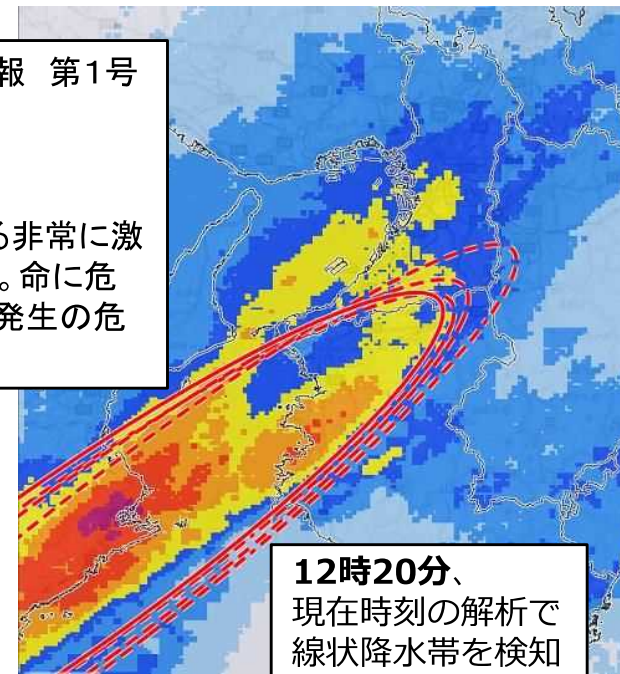 報 第1号
る非常に激
。命に危
発生の危
12時20分、
現在時刻の解析で
線状降水帯を検知